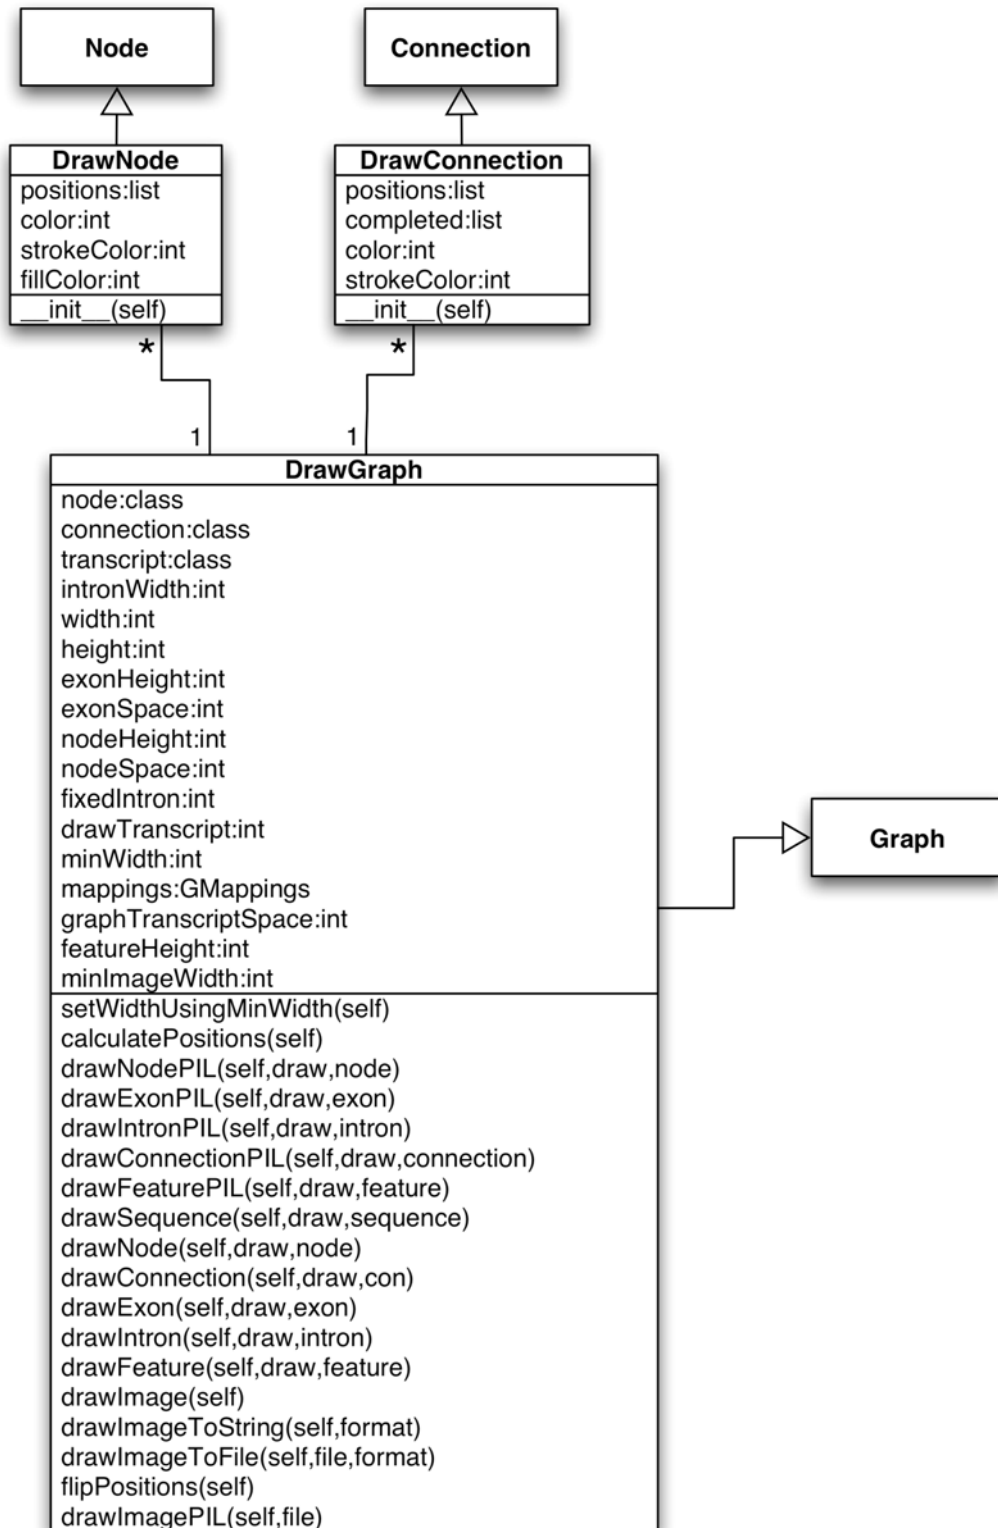 Node
Connection
DrawNode
positions:list
color:int
strokeColor:int
fillColor:int
__init__(self)
DrawConnection
positions:list
completed:list
color:int
strokeColor:int
__init__(self)
*
*
1
1
DrawGraph
node:class
connection:class
transcript:class
intronWidth:int
width:int
height:int
exonHeight:int
exonSpace:int
nodeHeight:int
nodeSpace:int
fixedIntron:int
drawTranscript:int
minWidth:int
mappings:GMappings
graphTranscriptSpace:int
featureHeight:int
minImageWidth:int
setWidthUsingMinWidth(self)
calculatePositions(self)
drawNodePIL(self,draw,node)
drawExonPIL(self,draw,exon)
drawIntronPIL(self,draw,intron)
drawConnectionPIL(self,draw,connection)
drawFeaturePIL(self,draw,feature)
drawSequence(self,draw,sequence)
drawNode(self,draw,node)
drawConnection(self,draw,con)
drawExon(self,draw,exon)
drawIntron(self,draw,intron)
drawFeature(self,draw,feature)
drawImage(self)
drawImageToString(self,format)
drawImageToFile(self,file,format)
flipPositions(self)
drawImagePIL(self,file)
Graph